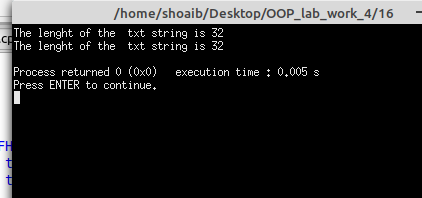 /home/shoaib/Desktop/OOP_lab_work_4/16
The lenght of the  txt string is 32
The lenght of the  txt string is 32
Process returned 0 (0x0)   execution time : 0.005 s
Press ENTER to continue.
.cp
FH
t
t